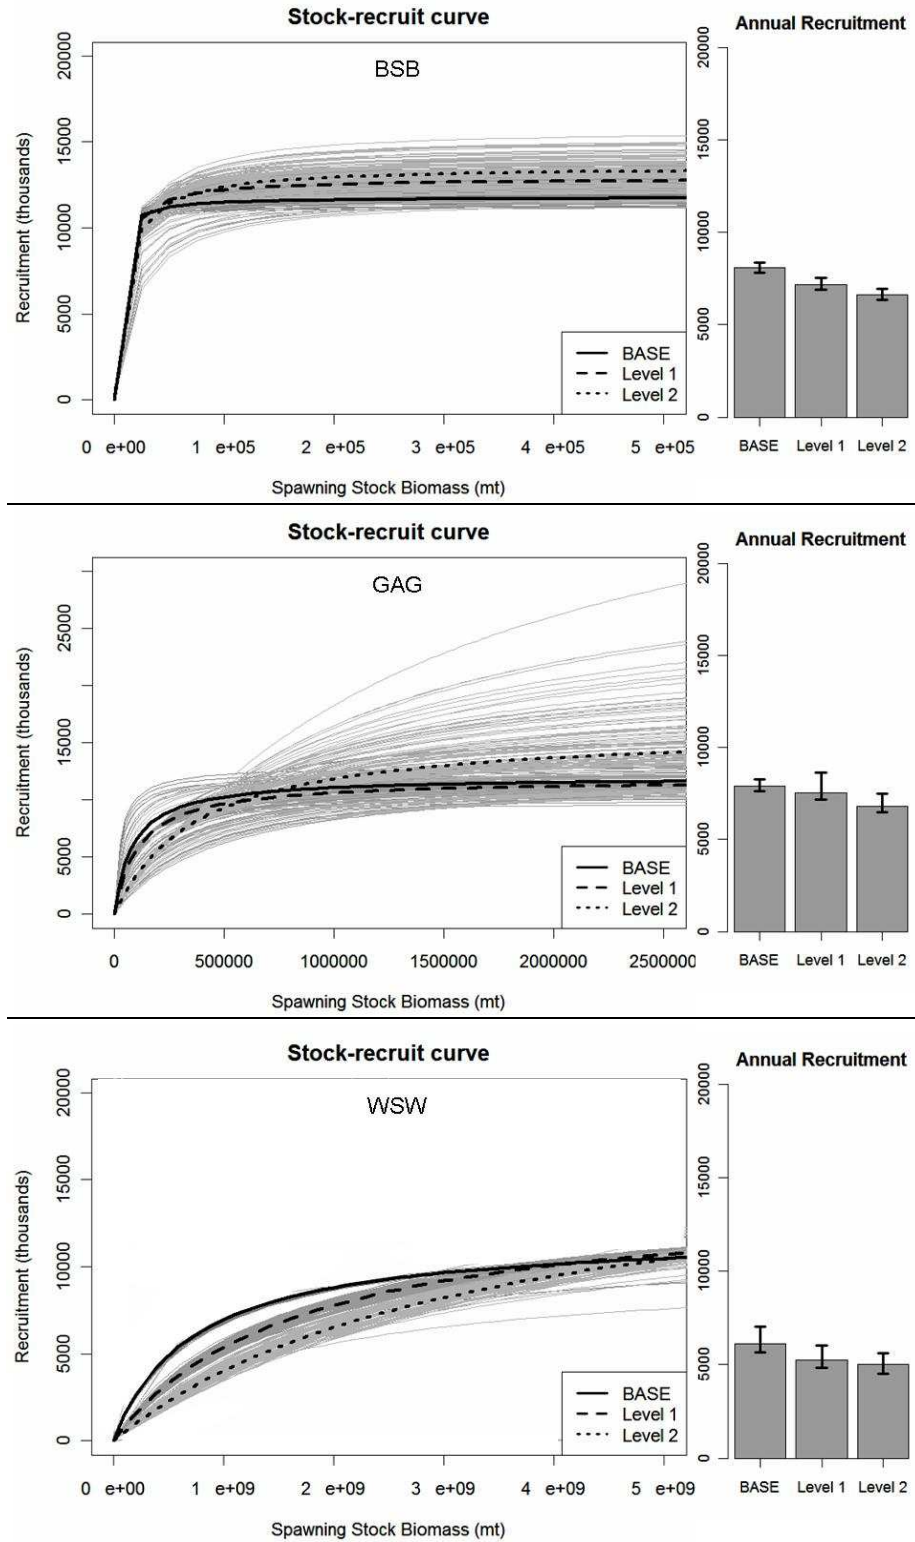 Stock-recruit curve
BSB
Recruitment (thousands)
20000
15000
10000
5000
0
0 e+00 1 e+05 2 e+05 3 e+05 4 e+05 5 e+05
Spawning Stock Biomass (mt)
BASE
Level 1
Level 2
Annual Recruitment
20000
15000
10000
5000
0
BASE Level 1 Level 2
Stock-recruit curve
GAG
Recruitment (thousands)
25000
15000
5000
0
0 500000 1000000 1500000 2000000 2500000
Spawning Stock Biomass (mt)
BASE
Level 1
Level 2
Annual Recruitment
20000
15000
10000
5000
0
BASE Level 1 Level 2
Stock-recruit curve
WSW
Recruitment (thousands)
20000
15000
10000
5000
0
0 e+00 1 e+09 2 e+09 3 e+09 4 e+09 5 e+09
Spawning Stock Biomass (mt)
BASE
Level 1
Level 2
Annual Recruitment
20000
15000
10000
5000
0
BASE Level 1 Level 2